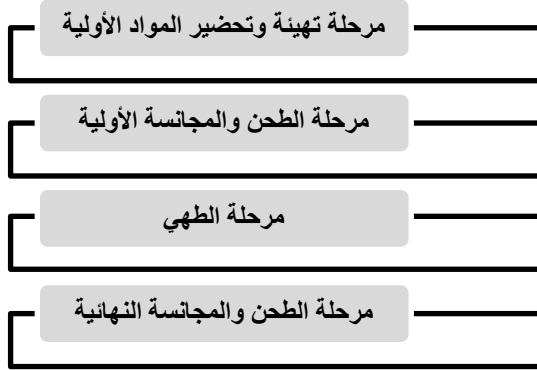 مرحلة تهيئة وتحضير المواد الأولية
مرحلة الطحن والمجانسة الأولية
مرحلة الطهي
مرحلة الطحن والمجانسة النهائية